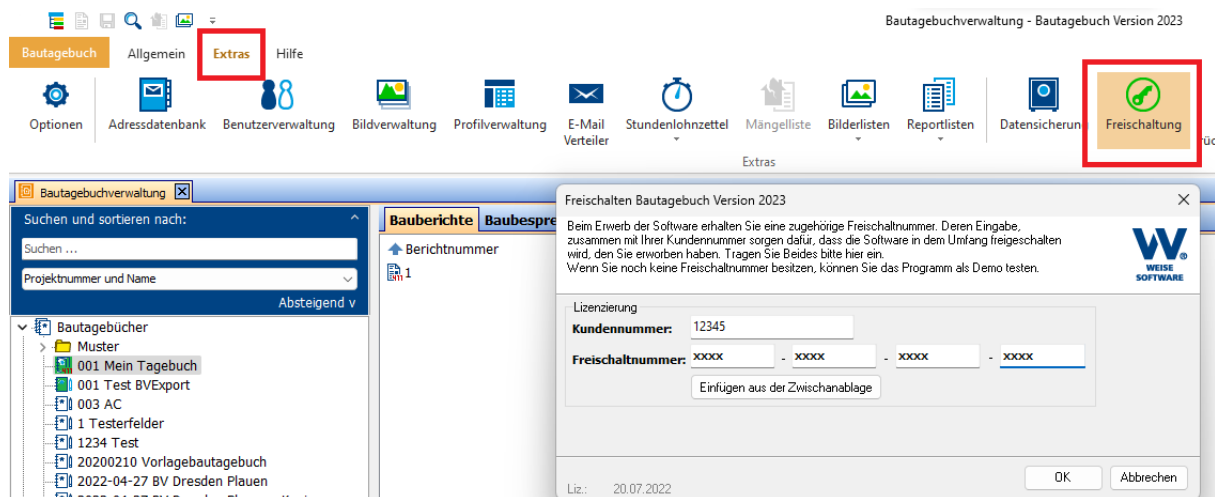 Bautagebuchverwaltung - Bautagebuch Version 2023
Bautagebuch Allgemein Extras Hilfe
Optionen
Adressdatenbank
Benutzerverwaltung
Bildverwaltung
Profilverwaltung
E-Mail
Verteiler
Stundenlohnzettel
Mängelliste
Bilderlisten
Reportlisten
Datensicherun
Freischaltung
Extras
Bautagebuchverwaltung
Suchen und sortieren nach:
Suchen ...
Projektnummer und Name
Absteigend v
Bautagebücher
Muster
001 Mein Tagebuch
001 Test BVExport
003 AC
1 Testerfelder
1234 Test
20200210 Vorlagebautagebuch
2022-04-27 BV Dresden Plauen
Bauberichte Baubespre
Berichtnummer
1
Freischalten Bautagebuch Version 2023
Beim Erwerb der Software erhalten Sie eine zugehörige Freischaltnummer. Deren Eingabe,
zusammen mit Ihrer Kundennummer sorgen dafür, dass die Software in dem Umfang freigeschalten
wird, den Sie erworben haben. Tragen Sie Beides bitte hier ein.
Wenn Sie noch keine Freischaltnummer besitzen, können Sie das Programm als Demo testen.
W®
WEISE
SOFTWARE
Lizenzierung
Kundennummer: 12345
Freischaltnummer: xxxx - xxxx - xxxx - xxxx
Einfügen aus der Zwischanablage
OK Abbrechen
Liz.: 20.07.2022